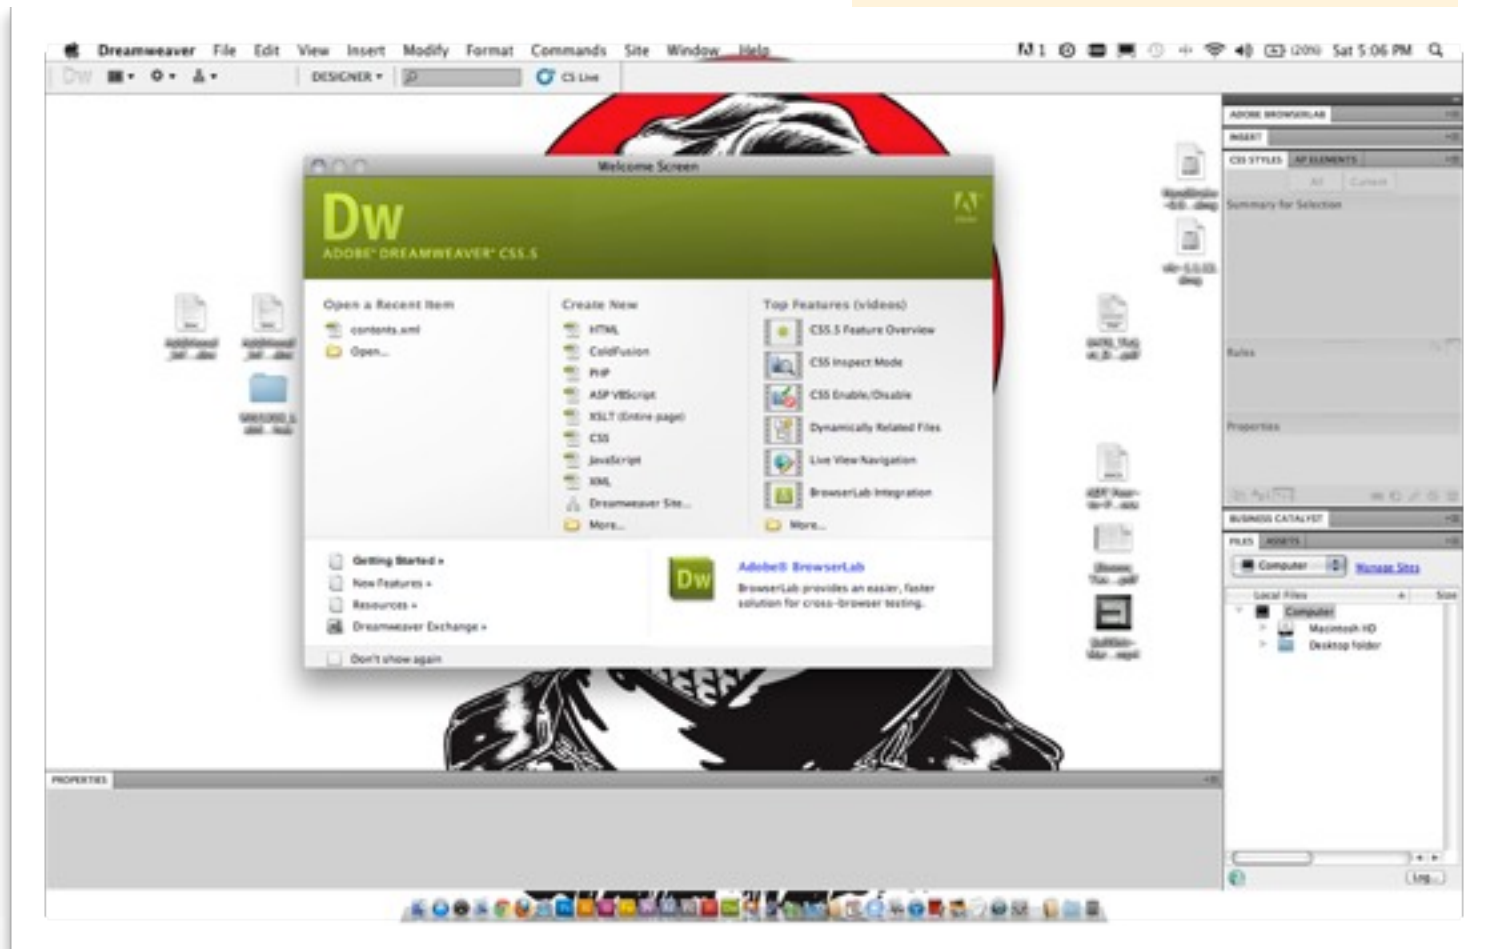 Dreamweaver File Edit View Insert Modify Format Commands Site Window Help
1 (20%) Sat 5:06 PM
Dw DESIGNER CS Live
Welcome Screen
Dw
ADOBE® DREAMWEAVER® CS5.5
Adobe
Open a Recent Item
contents.xml
Open...
Create New
HTML
ColdFusion
PHP
ASP VBScript
XSLT (Entire page)
CSS
JavaScript
XML
Dreamweaver Site...
More...
Top Features (videos)
CS5.5 Feature Overview
CSS Inspect Mode
CSS Enable/Disable
Dynamically Related Files
Live View Navigation
BrowserLab Integration
More...
Getting Started »
New Features »
Resources »
Dreamweaver Exchange »
Don't show again
Dw
Adobe® BrowserLab
BrowserLab provides an easier, faster
solution for cross-browser testing.
ADOBE BROWSERLAB
INSERT
CSS STYLES AP ELEMENTS
All Current
Summary for Selection
Rules
Properties
BUSINESS CATALYST
FILES ASSETS
Computer Manage Sites
Local Files Size
Computer
Macintosh HD
Desktop folder
Log...
PROPERTIES